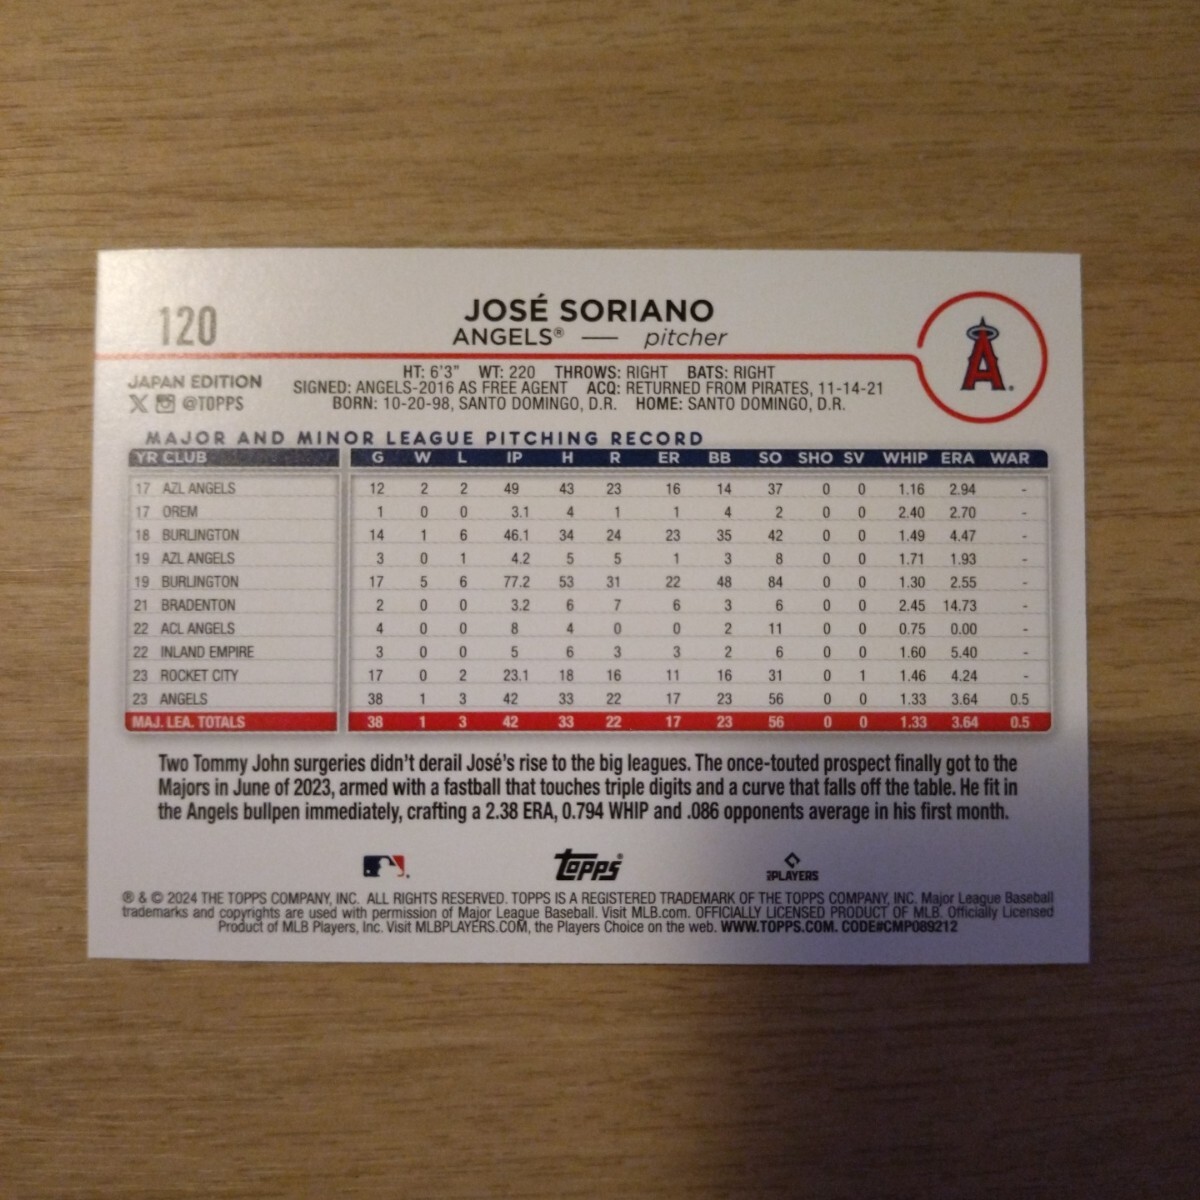 120
JOSÉ SORIANO
ANGELS® — pitcher
A.
JAPAN EDITION
X @TOPPS
HT: 6'3" WT: 220 THROWS: RIGHT BATS: RIGHT
SIGNED: ANGELS-2016 AS FREE AGENT ACQ: RETURNED FROM PIRATES, 11-14-21
BORN: 10-20-98, SANTO DOMINGO, D.R. HOME: SANTO DOMINGO, D.R.
MAJOR AND MINOR LEAGUE PITCHING RECORD
YR CLUB G W L IP H R ER BB SO SHO SV WHIP ERA WAR
17 AZL ANGELS 12 2 2 49 43 23 16 14 37 0 0 1.16 2.94 -
17 OREM 1 0 0 3.1 4 1 1 4 2 0 0 2.40 2.70 -
18 BURLINGTON 14 1 6 46.1 34 24 23 35 42 0 0 1.49 4.47 -
19 AZL ANGELS 3 0 1 4.2 5 5 1 3 8 0 0 1.71 1.93 -
19 BURLINGTON 17 5 6 77.2 53 31 22 48 84 0 0 1.30 2.55 -
21 BRADENTON 2 0 0 3.2 6 7 6 3 6 0 0 2.45 14.73 -
22 ACL ANGELS 4 0 0 8 4 0 0 2 11 0 0 0.75 0.00 -
22 INLAND EMPIRE 3 0 0 5 6 3 3 2 6 0 0 1.60 5.40 -
23 ROCKET CITY 17 0 2 23.1 18 16 11 16 31 0 1 1.46 4.24 -
23 ANGELS 38 1 3 42 33 22 17 23 56 0 0 1.33 3.64 0.5
MAJ. LEA. TOTALS 38 1 3 42 33 22 17 23 56 0 0 1.33 3.64 0.5
Two Tommy John surgeries didn't derail José's rise to the big leagues. The once-touted prospect finally got to the
Majors in June of 2023, armed with a fastball that touches triple digits and a curve that falls off the table. He fit in
the Angels bullpen immediately, crafting a 2.38 ERA, 0.794 WHIP and .086 opponents average in his first month.
Topps®
MLB PLAYERS
® & © 2024 THE TOPPS COMPANY, INC. ALL RIGHTS RESERVED. TOPPS IS A REGISTERED TRADEMARK OF THE TOPPS COMPANY, INC. Major League Baseball
trademarks and copyrights are used with permission of Major League Baseball. Visit MLB.com. OFFICIALLY LICENSED PRODUCT OF MLB. Officially Licensed
Product of MLB Players, Inc. Visit MLBPLAYERS.COM, the Players Choice on the web. WWW.TOPPS.COM. CODE#CMP089212